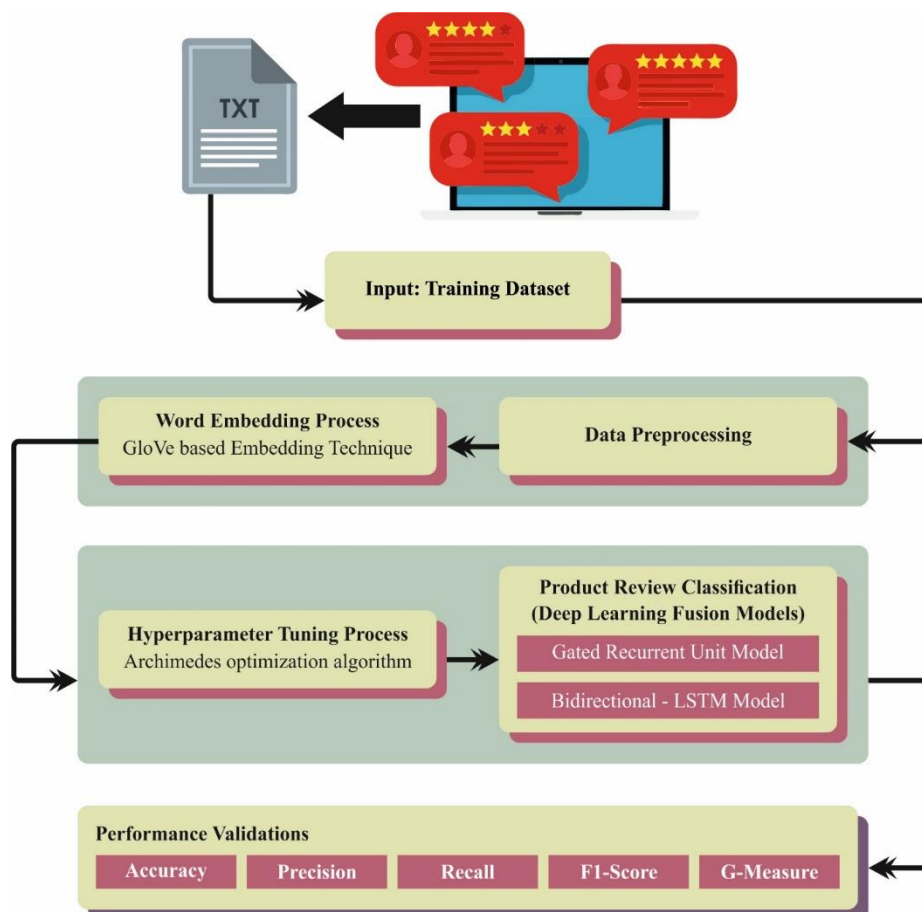 TXT
Input: Training Dataset
Word Embedding Process
GloVe based Embedding Technique
Data Preprocessing
Hyperparameter Tuning Process
Archimedes optimization algorithm
Product Review Classification
(Deep Learning Fusion Models)
Gated Recurrent Unit Model
Bidirectional - LSTM Model
Performance Validations
Accuracy
Precision
Recall
F1-Score
G-Measure